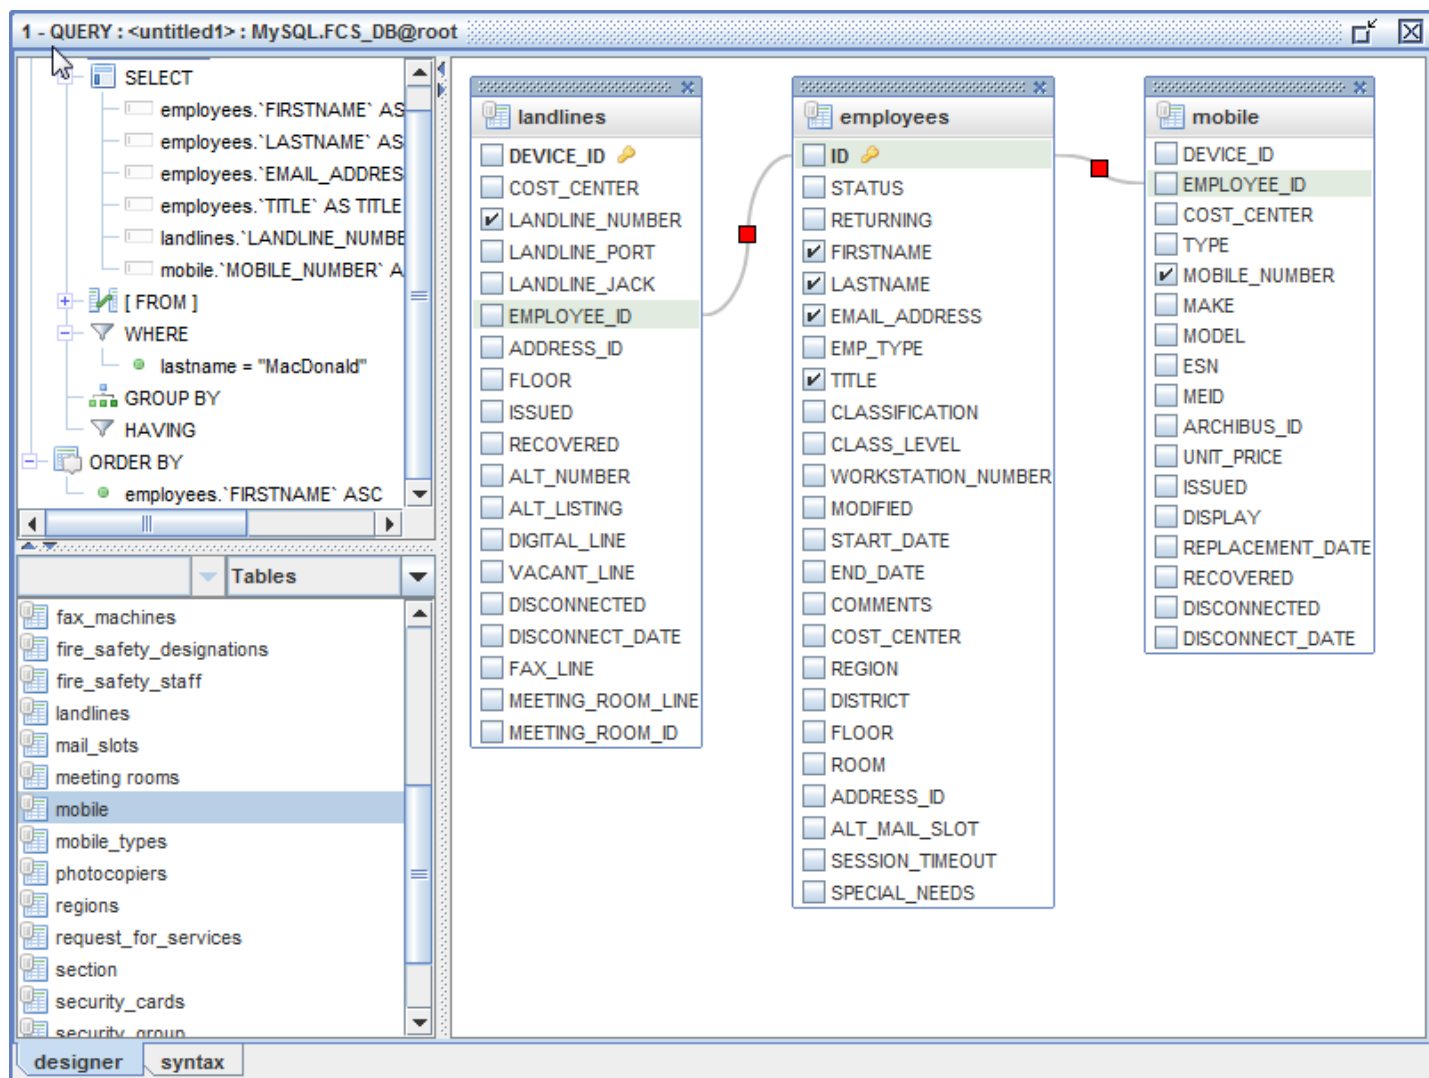 1 - QUERY : <untitled1> : MySQL.FCS_DB@root
SELECT
employees.`FIRSTNAME` AS
employees.`LASTNAME` AS
employees.`EMAIL_ADDRES
employees.`TITLE` AS TITLE
landlines.`LANDLINE_NUMBE
mobile.`MOBILE_NUMBER` A
[ FROM ]
WHERE
lastname = "MacDonald"
GROUP BY
HAVING
ORDER BY
employees.`FIRSTNAME` ASC
Tables
fax_machines
fire_safety_designations
fire_safety_staff
landlines
mail_slots
meeting rooms
mobile
mobile_types
photocopiers
regions
request_for_services
section
security_cards
security_group
designer
syntax
landlines
DEVICE_ID
COST_CENTER
LANDLINE_NUMBER
LANDLINE_PORT
LANDLINE_JACK
EMPLOYEE_ID
ADDRESS_ID
FLOOR
ISSUED
RECOVERED
ALT_NUMBER
ALT_LISTING
DIGITAL_LINE
VACANT_LINE
DISCONNECTED
DISCONNECT_DATE
FAX_LINE
MEETING_ROOM_LINE
MEETING_ROOM_ID
employees
ID
STATUS
RETURNING
FIRSTNAME
LASTNAME
EMAIL_ADDRESS
EMP_TYPE
TITLE
CLASSIFICATION
CLASS_LEVEL
WORKSTATION_NUMBER
MODIFIED
START_DATE
END_DATE
COMMENTS
COST_CENTER
REGION
DISTRICT
FLOOR
ROOM
ADDRESS_ID
ALT_MAIL_SLOT
SESSION_TIMEOUT
SPECIAL_NEEDS
mobile
DEVICE_ID
EMPLOYEE_ID
COST_CENTER
TYPE
MOBILE_NUMBER
MAKE
MODEL
ESN
MEID
ARCHIBUS_ID
UNIT_PRICE
ISSUED
DISPLAY
REPLACEMENT_DATE
RECOVERED
DISCONNECTED
DISCONNECT_DATE